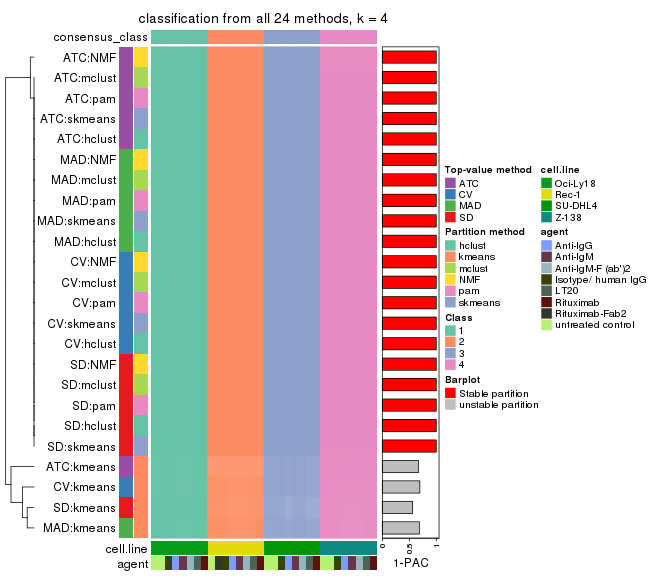 classification from all 24 methods, k = 4
consensus_class
ATC:NMF
ATC:mclust
ATC:pam
ATC:skmeans
ATC:hclust
MAD:NMF
MAD:mclust
MAD:pam
MAD:skmeans
MAD:hclust
CV:NMF
CV:mclust
CV:pam
CV:skmeans
CV:hclust
SD:NMF
SD:mclust
SD:pam
SD:hclust
SD:skmeans
ATC:kmeans
CV:kmeans
SD:kmeans
MAD:kmeans
cell.line
agent
0
0.5
1
1-PAC
Top-value method
ATC
CV
MAD
SD
Partition method
hclust
kmeans
mclust
NMF
pam
skmeans
Class
1
2
3
4
Barplot
Stable partition
unstable partition
cell.line
Oci-Ly18
Rec-1
SU-DHL4
Z-138
agent
Anti-IgG
Anti-IgM
Anti-IgM-F (ab')2
Isotype/ human IgG
LT20
Rituximab
Rituximab-Fab2
untreated control